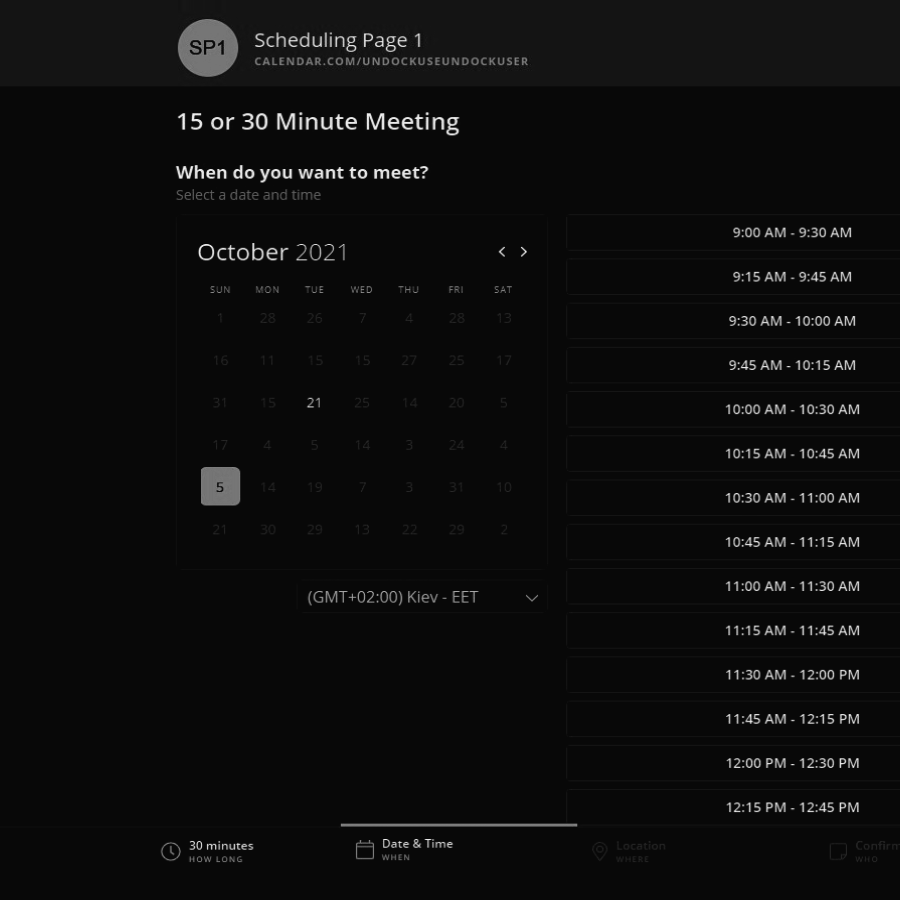 SP1
Scheduling Page 1
CALENDAR.COM/UNDOCKUSEUNDOCKUSER
15 or 30 Minute Meeting
When do you want to meet?
Select a date and time
October 2021
SUN MON TUE WED THU FRI SAT
1 28 26 7 4 28 13
16 11 15 15 27 25 17
31 15 21 25 14 20 5
17 4 5 14 3 24 4
5 14 19 7 3 31 10
21 30 29 13 22 29 2
(GMT+02:00) Kiev - EET
9:00 AM - 9:30 AM
9:15 AM - 9:45 AM
9:30 AM - 10:00 AM
9:45 AM - 10:15 AM
10:00 AM - 10:30 AM
10:15 AM - 10:45 AM
10:30 AM - 11:00 AM
10:45 AM - 11:15 AM
11:00 AM - 11:30 AM
11:15 AM - 11:45 AM
11:30 AM - 12:00 PM
11:45 AM - 12:15 PM
12:00 PM - 12:30 PM
12:15 PM - 12:45 PM
30 minutes
HOW LONG
Date & Time
WHEN
Location
WHERE
Confirm
WHO